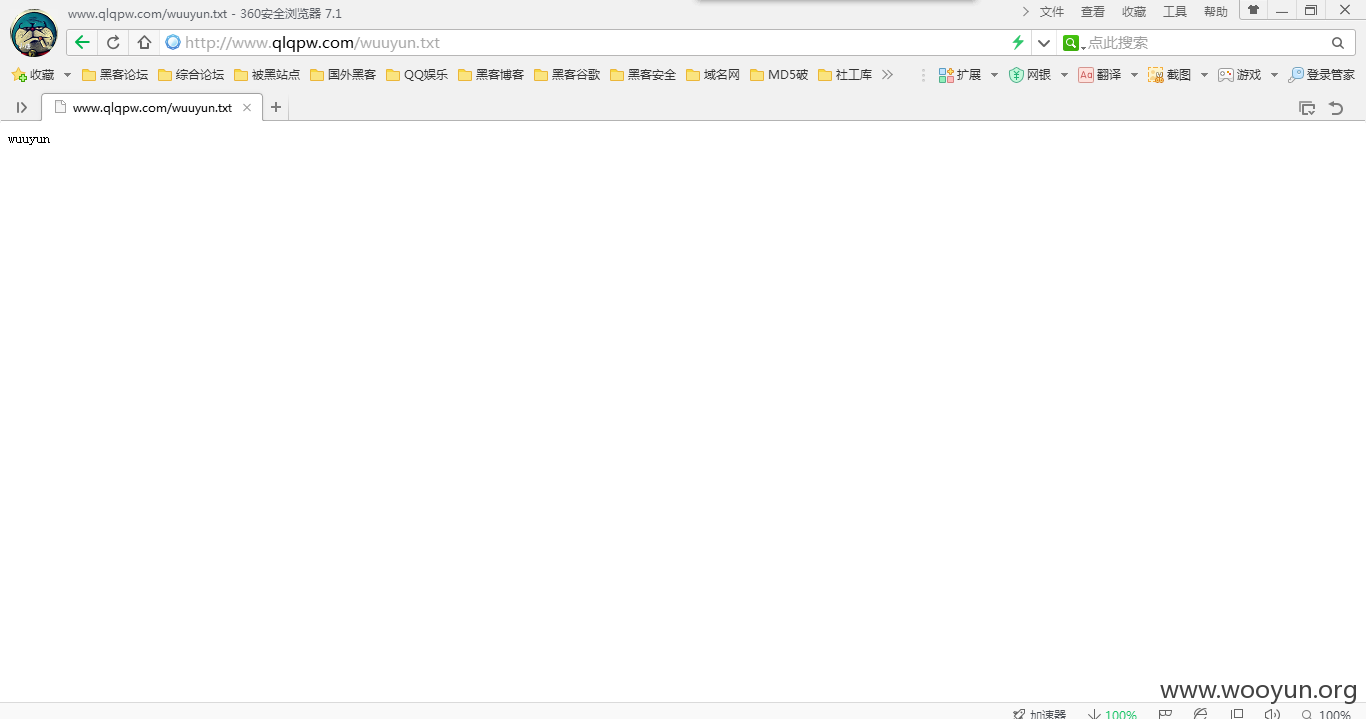 www.qlqpw.com/wuuyun.txt - 360安全浏览器 7.1 文件 查看 收藏 工具 帮助
http://www.qlqpw.com/wuuyun.txt 点此搜索
收藏 黑客论坛 综合论坛 被黑站点 国外黑客 QQ娱乐 黑客博客 黑客谷歌 黑客安全 域名网 MD5破 社工库 扩展 网银 Aa 翻译 截图 游戏 登录管家
www.qlqpw.com/wuuyun.txt
wuuyun
www.wooyun.org
加速器 100% 100%